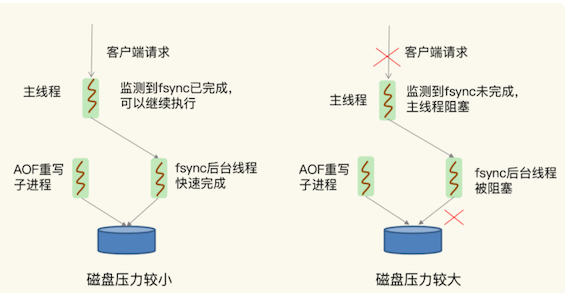 客户端请求
主线程
监测到fsync已完成，
可以继续执行
AOF重写
子进程
fsync后台线程
快速完成
磁盘压力较小
客户端请求
主线程
监测到fsync未完成，
主线程阻塞
AOF重写
子进程
fsync后台线程
被阻塞
磁盘压力较大